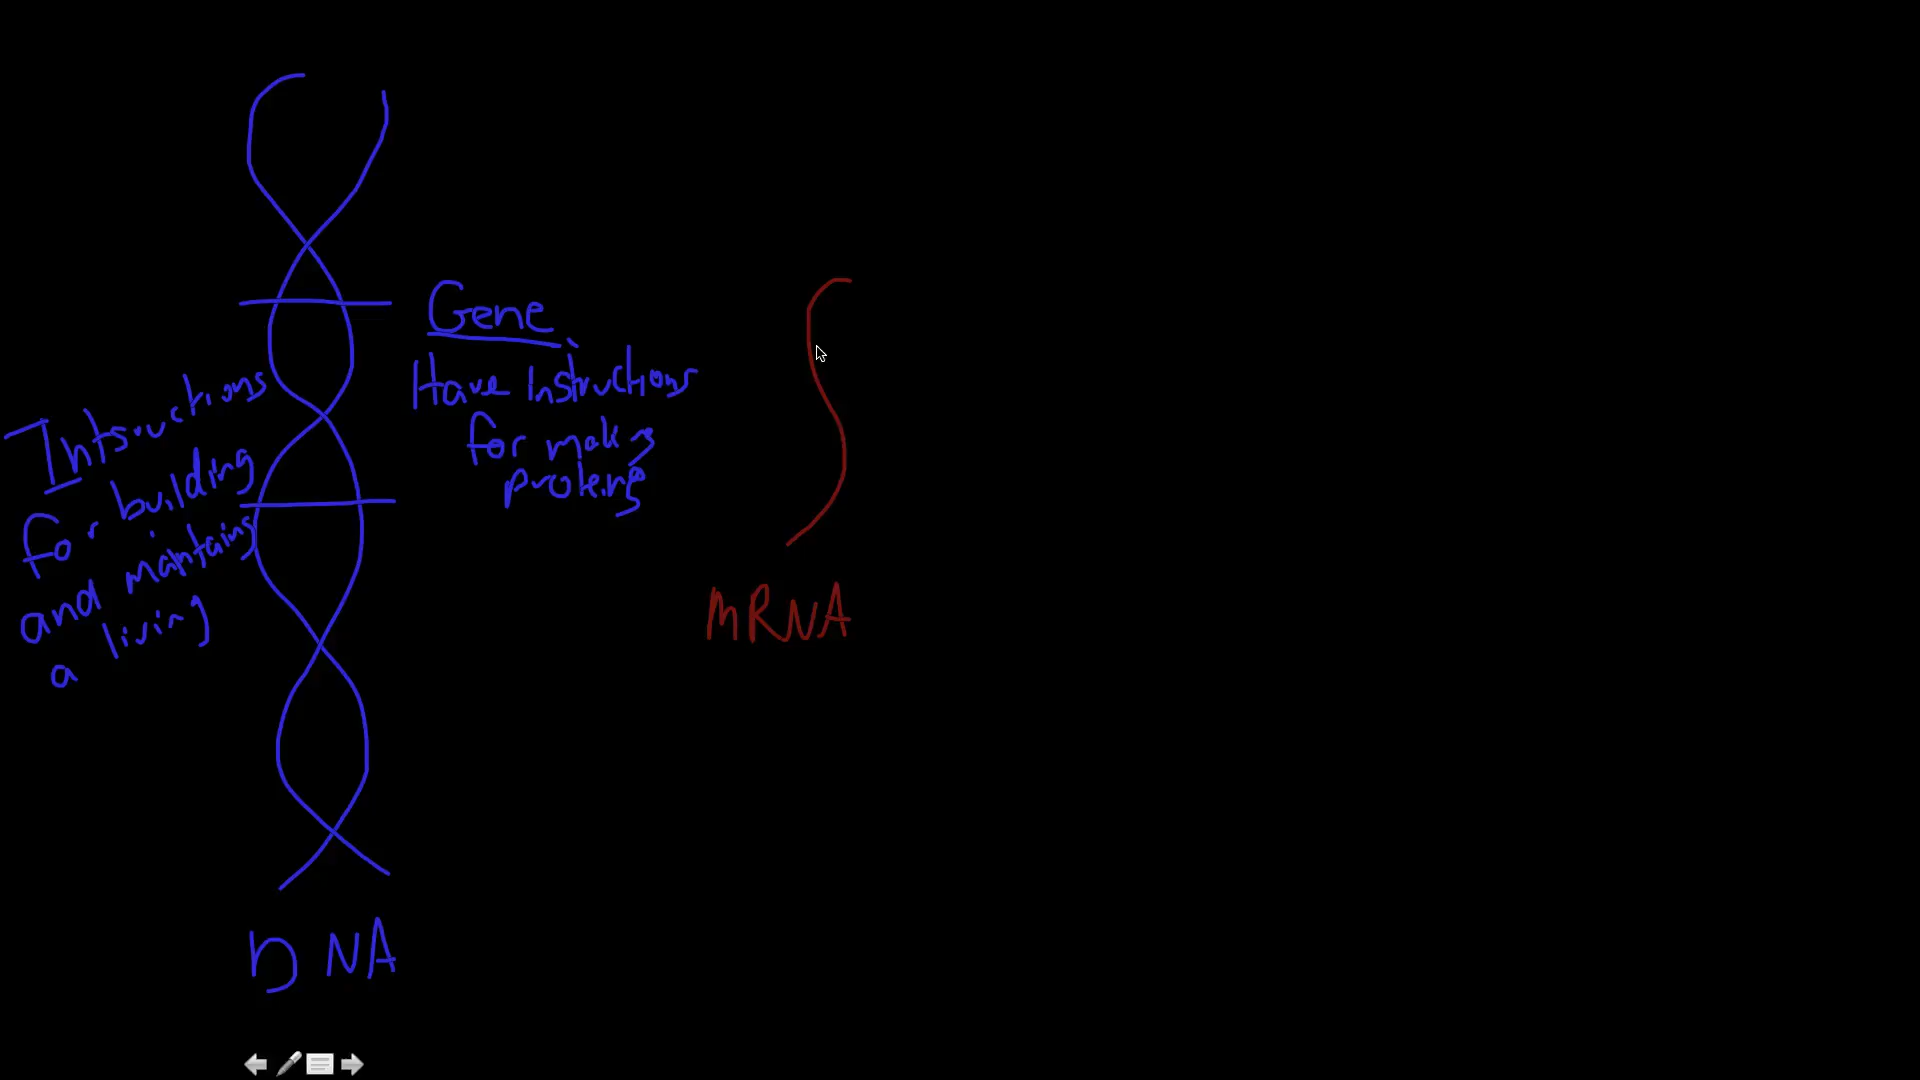 Gene:
Have Instructions
for making
proteins
Intsructions
for building
and maintaining
a living
mRNA
DNA